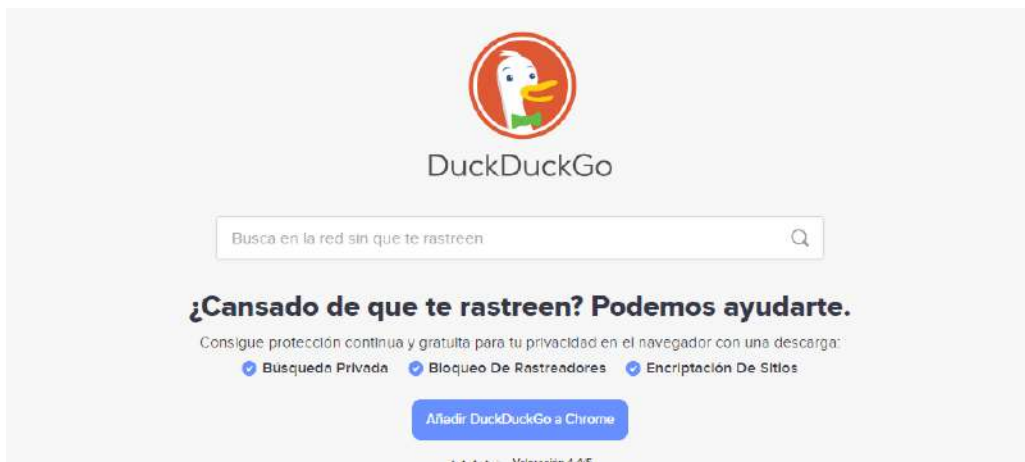 DuckDuckGo
Busca en la red sin que te rastreen
¿Cansado de que te rastreen? Podemos ayudarte.
Consigue protección continua y gratuita para tu privacidad en el navegador con una descarga:
Búsqueda Privada Bloqueo De Rastreadores Encriptación De Sitios
Añadir DuckDuckGo a Chrome